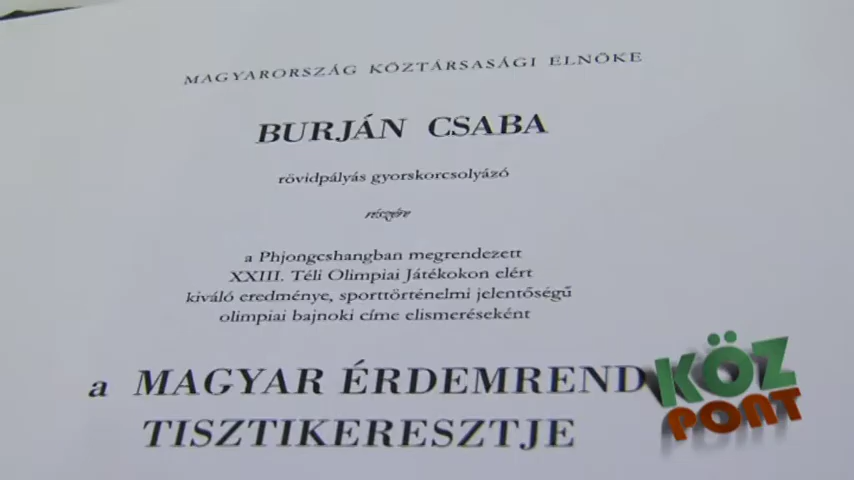 MAGYARORSZÁG KÖZTÁRSASÁGI ELNÖKE
BURJÁN CSABA
rövidpályás gyorskorcsolyázó
részére
a Phjongcshangban megrendezett
XXIII. Téli Olimpiai Játékokon elért
kiváló eredménye, sporttörténelmi jelentőségű
olimpiai bajnoki címe elismeréseként
a MAGYAR ÉRDEMREND
TISZTIKERESZTJE
KÖZ
PONT